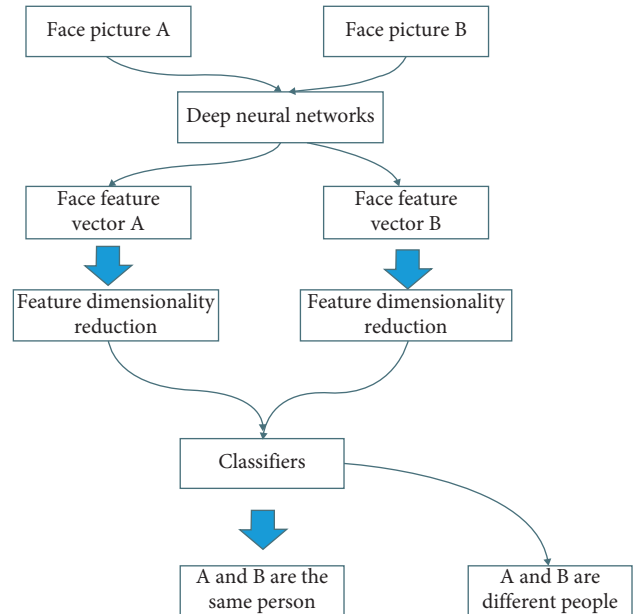 Face picture A
Face picture B
Deep neural networks
Face feature
vector A
Face feature
vector B
Feature dimensionality
reduction
Feature dimensionality
reduction
Classifiers
A and B are the
same person
A and B are
different people